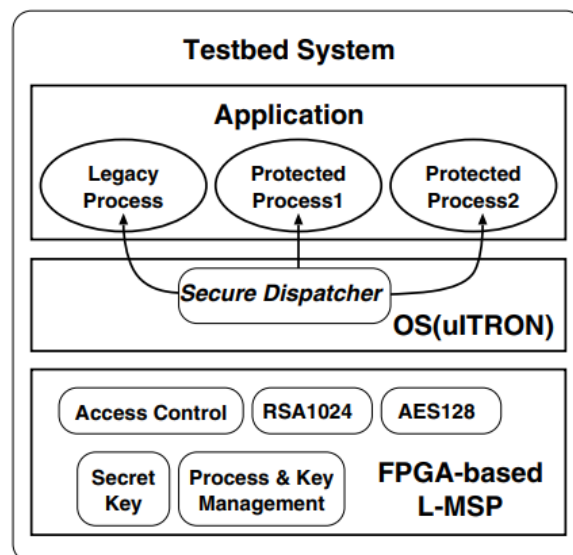 Testbed System
Application
Legacy
Process
Protected
Process1
Protected
Process2
Secure Dispatcher
OS(uITRON)
Access Control
RSA1024
AES128
Secret
Key
Process & Key
Management
FPGA-based
L-MSP